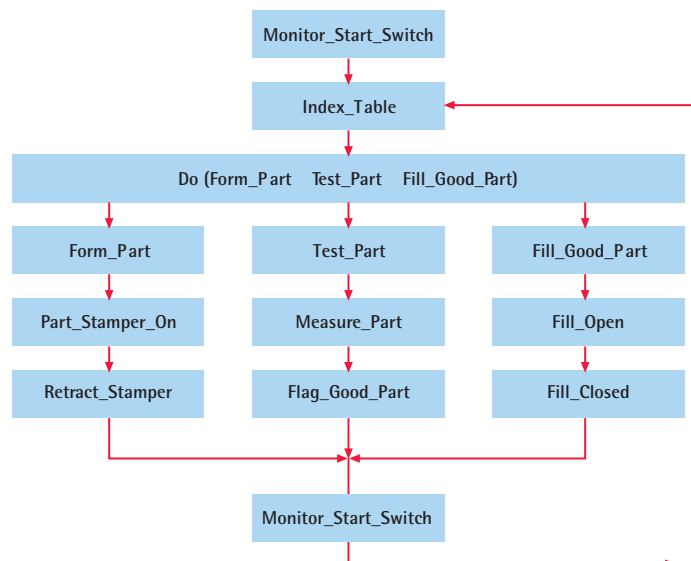 Monitor_Start_Switch
Index_Table
Do (Form_Part Test_Part Fill_Good_Part)
Form_Part Test_Part Fill_Good_Part
Part_Stamper_On Measure_Part Fill_Open
Retract_Stamper Flag_Good_Part Fill_Closed
Monitor_Start_Switch